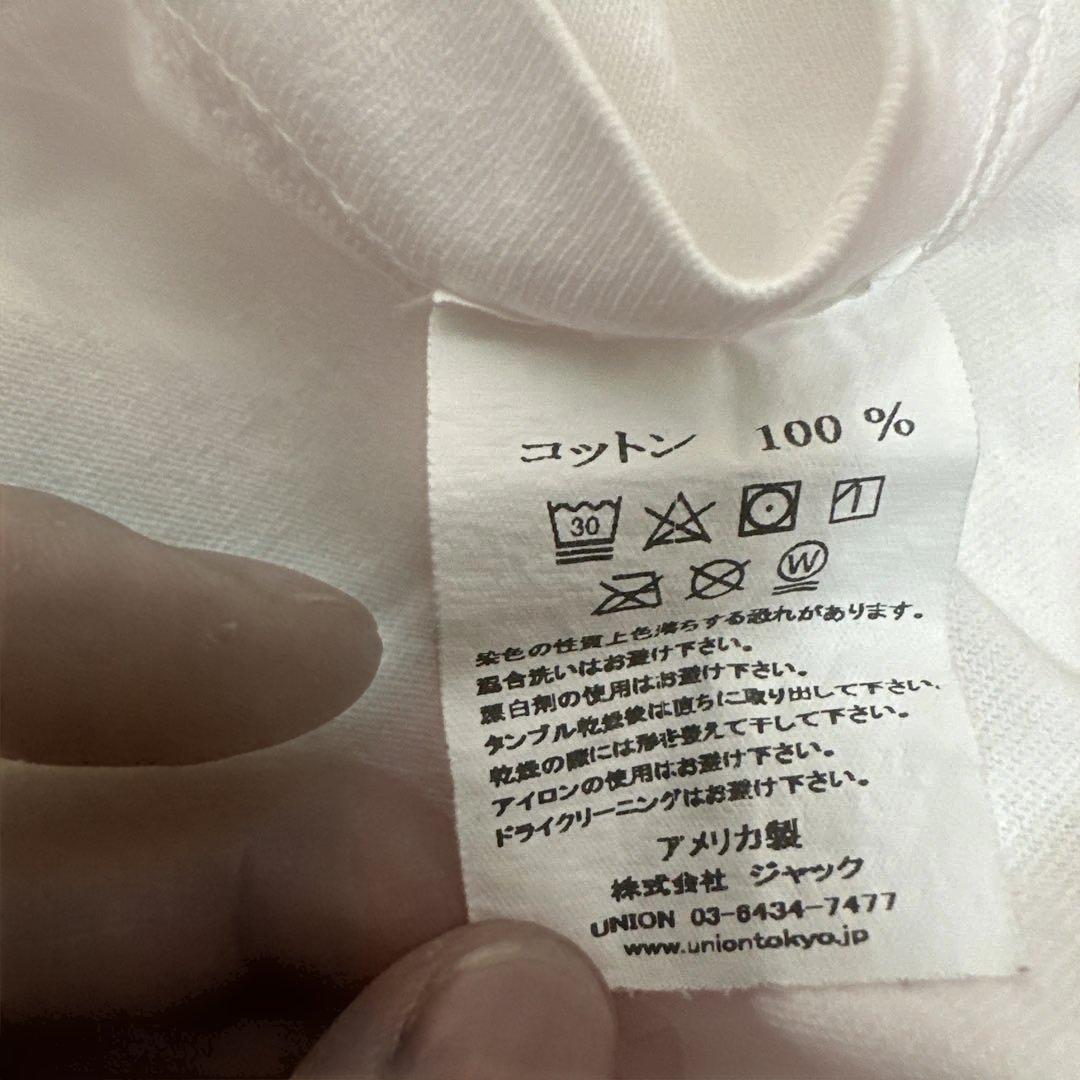 コットン 100 %
30
W
染色の性質上色落ちする恐れがあります。
混合洗いはお避け下さい。
漂白剤の使用はお避け下さい。
タンブル乾燥後は直ちに取り出して下さい。
乾燥の際には形を整えて干して下さい。
アイロンの使用はお避け下さい。
ドライクリーニングはお避け下さい。
アメリカ製
株式会社 ジャック
UNION 03-6434-7477
www.uniontokyo.jp